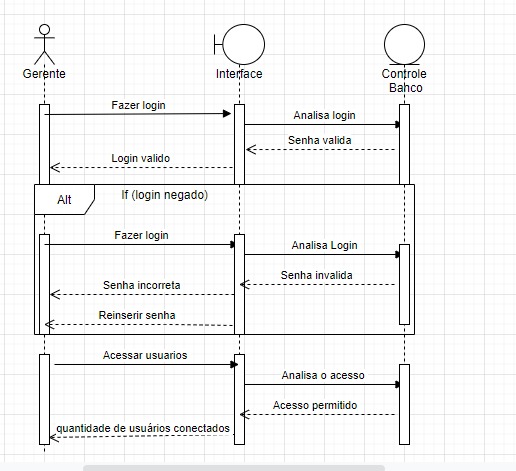 Gerente
Interface
Controle
Banco
Fazer login
Analisa login
Senha valida
Login valido
Alt
If (login negado)
Fazer login
Analisa Login
Senha invalida
Senha incorreta
Reinserir senha
Acessar usuarios
Analisa o acesso
Acesso permitido
quantidade de usuários conectados